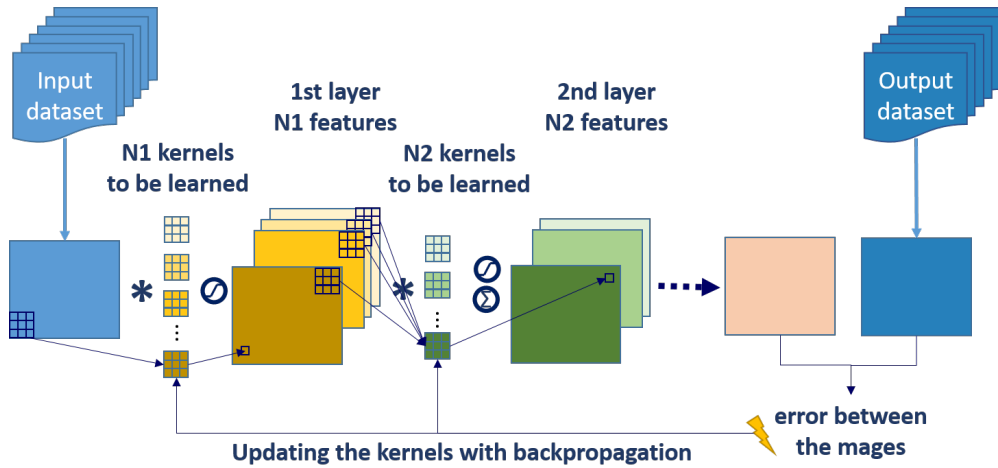 Input
dataset
Output
dataset
1st layer
N1 features
2nd layer
N2 features
N1 kernels
to be learned
N2 kernels
to be learned
*
∫
*
∫
Σ
...
...
error between
the mages
Updating the kernels with backpropagation